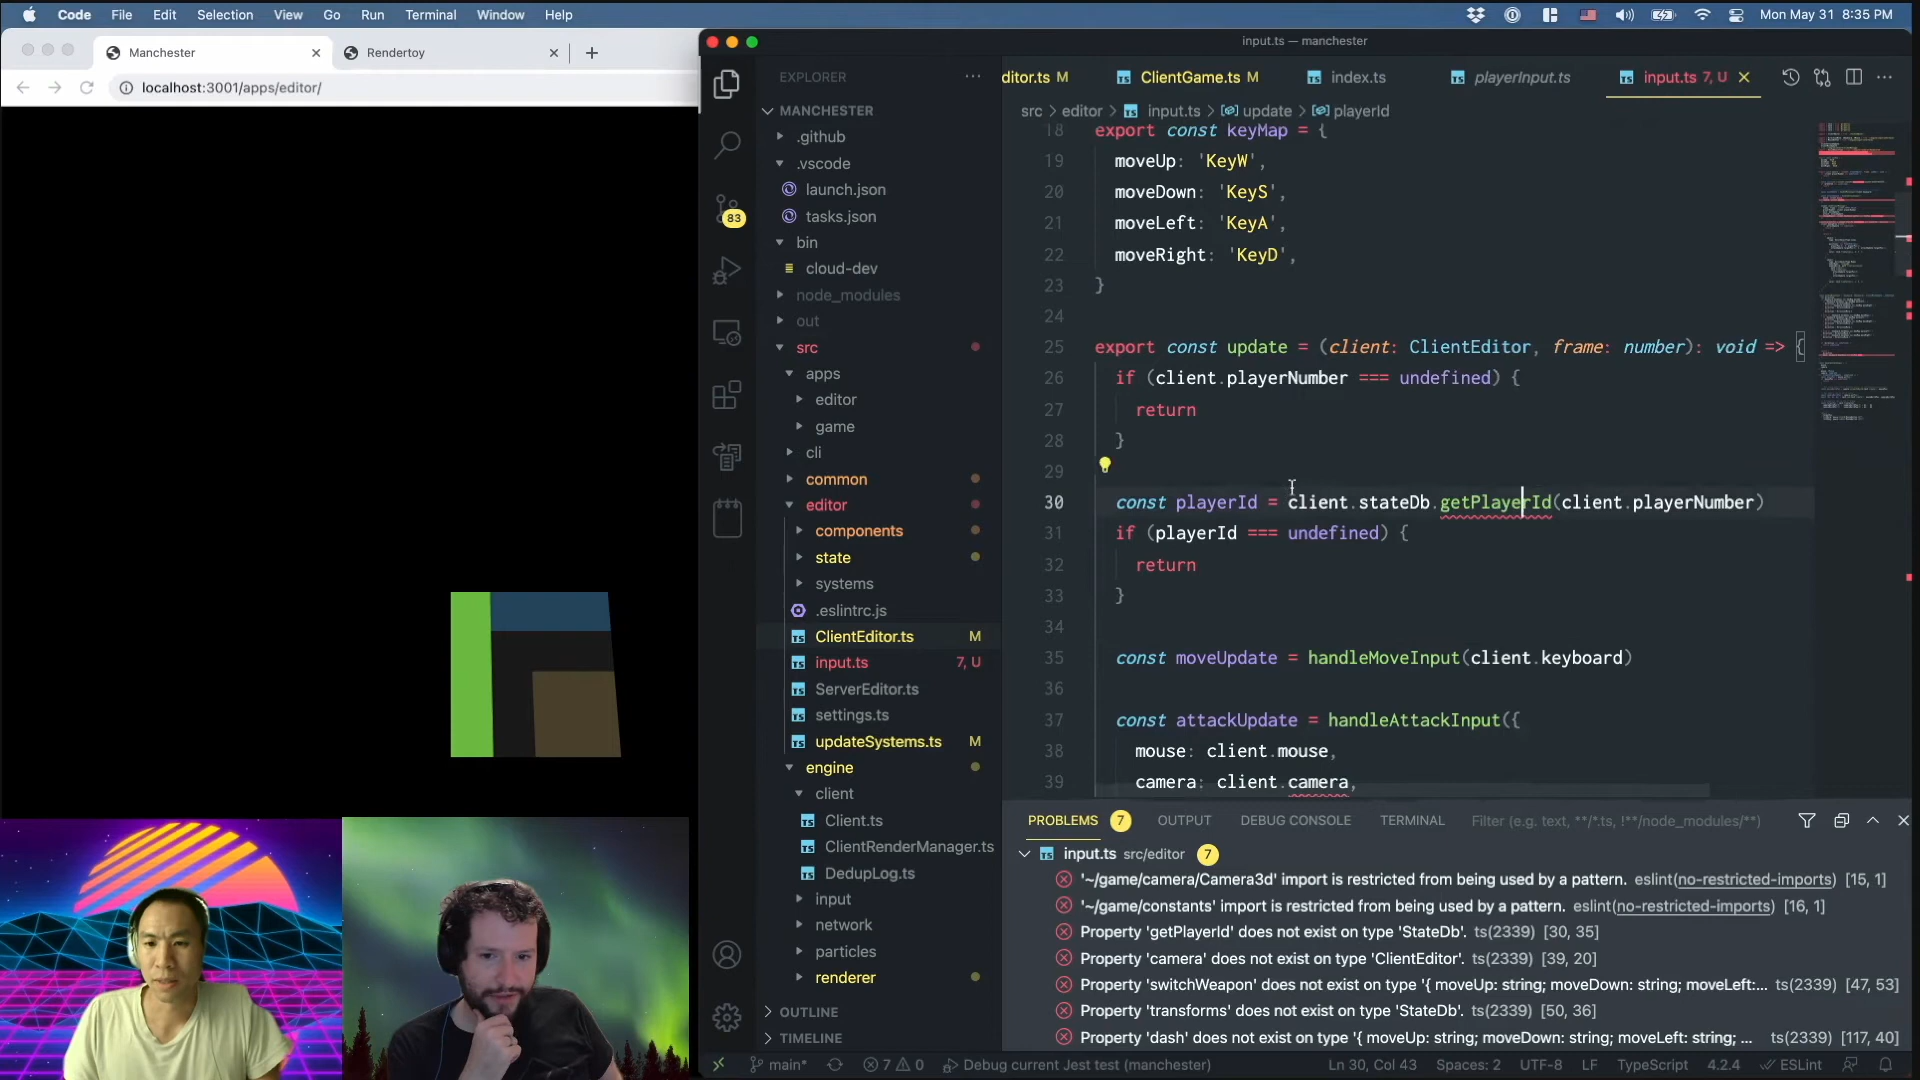 Code File Edit Selection View Go Run Terminal Window Help
Mon May 31 8:35 PM
Manchester
Rendertoy
localhost:3001/apps/editor/
input.ts — manchester
EXPLORER
ditor.ts M
ClientGame.ts M
index.ts
playerInput.ts
input.ts 7, U
src > editor > input.ts > update > playerId
MANCHESTER
.github
.vscode
launch.json
tasks.json
bin
cloud-dev
node_modules
out
src
apps
editor
game
cli
common
editor
components
state
systems
.eslintrc.js
ClientEditor.ts M
input.ts 7, U
ServerEditor.ts
settings.ts
updateSystems.ts M
engine
client
Client.ts
ClientRenderManager.ts
DedupLog.ts
input
network
particles
renderer
OUTLINE
TIMELINE
83
18 export const keyMap = {
19 moveUp: 'KeyW',
20 moveDown: 'KeyS',
21 moveLeft: 'KeyA',
22 moveRight: 'KeyD',
23 }
24
25 export const update = (client: ClientEditor, frame: number): void => {
26 if (client.playerNumber === undefined) {
27 return
28 }
29
30 const playerId = client.stateDb.getPlayerId(client.playerNumber)
31 if (playerId === undefined) {
32 return
33 }
34
35 const moveUpdate = handleMoveInput(client.keyboard)
36
37 const attackUpdate = handleAttackInput({
38 mouse: client.mouse,
39 camera: client.camera,
PROBLEMS 7 OUTPUT DEBUG CONSOLE TERMINAL Filter (e.g. text, **/*.ts, !**/node_modules/**)
input.ts src/editor 7
'~/game/camera/Camera3d' import is restricted from being used by a pattern. eslint(no-restricted-imports) [15, 1]
'~/game/constants' import is restricted from being used by a pattern. eslint(no-restricted-imports) [16, 1]
Property 'getPlayerId' does not exist on type 'StateDb'. ts(2339) [30, 35]
Property 'camera' does not exist on type 'ClientEditor'. ts(2339) [39, 20]
Property 'switchWeapon' does not exist on type '{ moveUp: string; moveDown: string; moveLeft:... ts(2339) [47, 53]
Property 'transforms' does not exist on type 'StateDb'. ts(2339) [50, 36]
Property 'dash' does not exist on type '{ moveUp: string; moveDown: string; moveLeft: string; ... ts(2339) [117, 40]
main* 7 0 Debug current Jest test (manchester) Ln 30, Col 43 Spaces: 2 UTF-8 LF TypeScript 4.2.4 ESLint